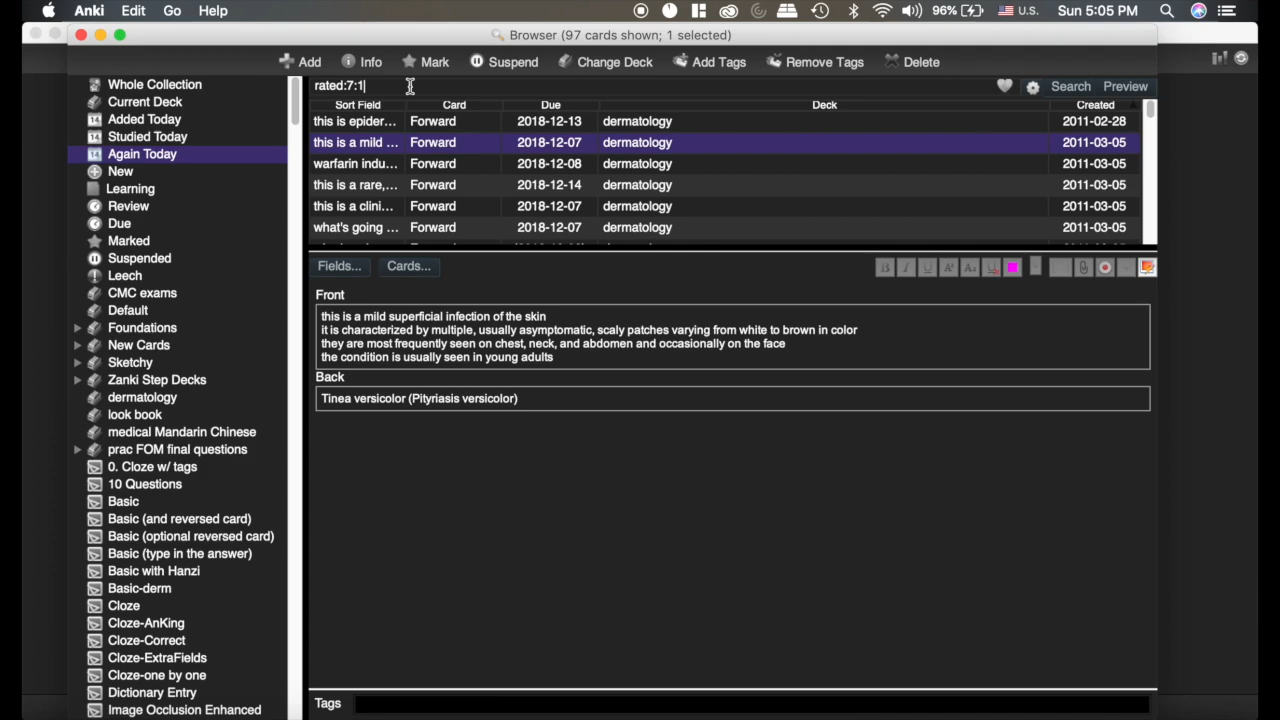 Anki Edit Go Help 96% U.S. Sun 5:05 PM
Browser (97 cards shown; 1 selected)
Add Info Mark Suspend Change Deck Add Tags Remove Tags Delete
rated:7:1 Search Preview
Whole Collection
Current Deck
Added Today
Studied Today
Again Today
New
Learning
Review
Due
Marked
Suspended
Leech
CMC exams
Default
Foundations
New Cards
Sketchy
Zanki Step Decks
dermatology
look book
medical Mandarin Chinese
prac FOM final questions
0. Cloze w/ tags
10 Questions
Basic
Basic (and reversed card)
Basic (optional reversed card)
Basic (type in the answer)
Basic with Hanzi
Basic-derm
Cloze
Cloze-AnKing
Cloze-Correct
Cloze-ExtraFields
Cloze-one by one
Dictionary Entry
Image Occlusion Enhanced
Sort Field Card Due Deck Created
this is epider... Forward 2018-12-13 dermatology 2011-02-28
this is a mild ... Forward 2018-12-07 dermatology 2011-03-05
warfarin indu... Forward 2018-12-08 dermatology 2011-03-05
this is a rare,... Forward 2018-12-14 dermatology 2011-03-05
this is a clini... Forward 2018-12-07 dermatology 2011-03-05
what's going ... Forward 2018-12-07 dermatology 2011-03-05
Fields... Cards...
Front
this is a mild superficial infection of the skin
it is characterized by multiple, usually asymptomatic, scaly patches varying from white to brown in color
they are most frequently seen on chest, neck, and abdomen and occasionally on the face
the condition is usually seen in young adults
Back
Tinea versicolor (Pityriasis versicolor)
Tags